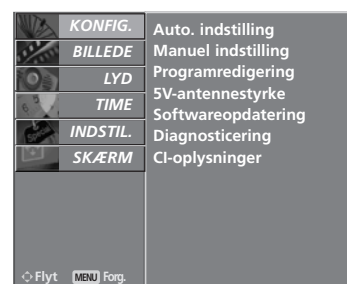 KONFIG.
BILLEDE
LYD
TIME
INDSTIL.
SKÆRM
Auto. indstilling
Manuel indstilling
Programredigering
5V-antennestyrke
Softwareopdatering
Diagnosticering
CI-oplysninger
Flyt MENU Forg.